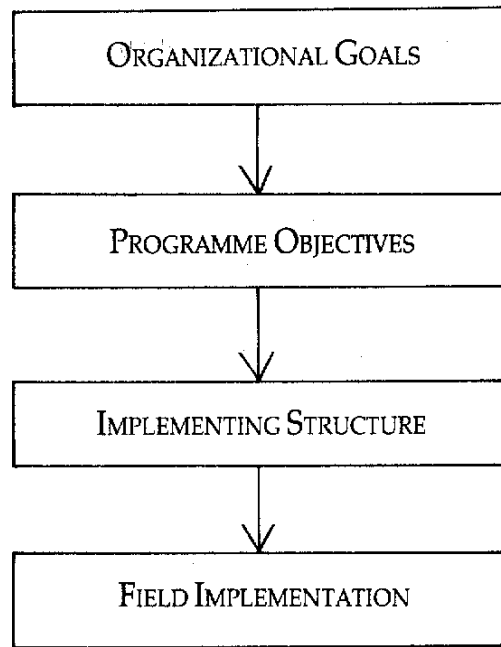 ORGANIZATIONAL GOALS
PROGRAMME OBJECTIVES
IMPLEMENTING STRUCTURE
FIELD IMPLEMENTATION